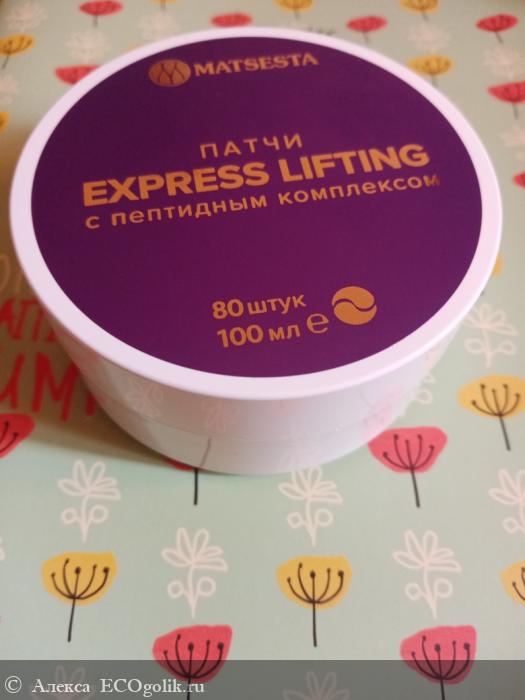 MATSESTA
ПАТЧИ
EXPRESS LIFTING
с пептидным комплексом
80 штук
100 мл e
© Алекса ECOgolik.ru